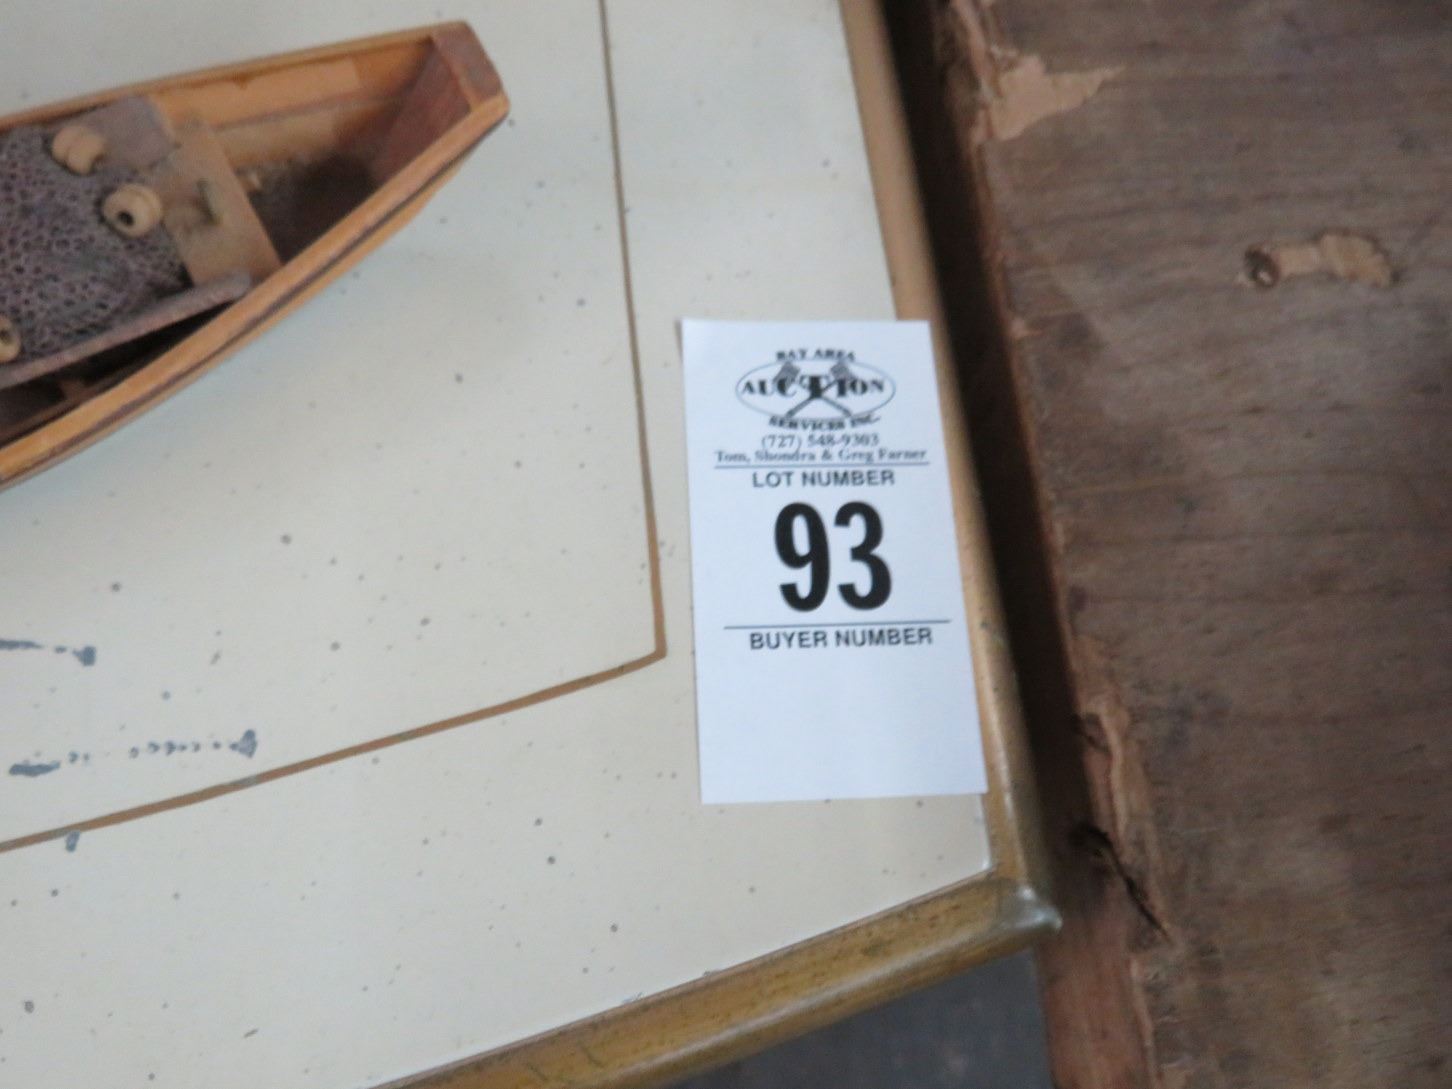 BAY AREA
AUCTION
SERVICES INC.
(727) 548-9303
Tom, Shondra & Greg Farner
LOT NUMBER
93
BUYER NUMBER